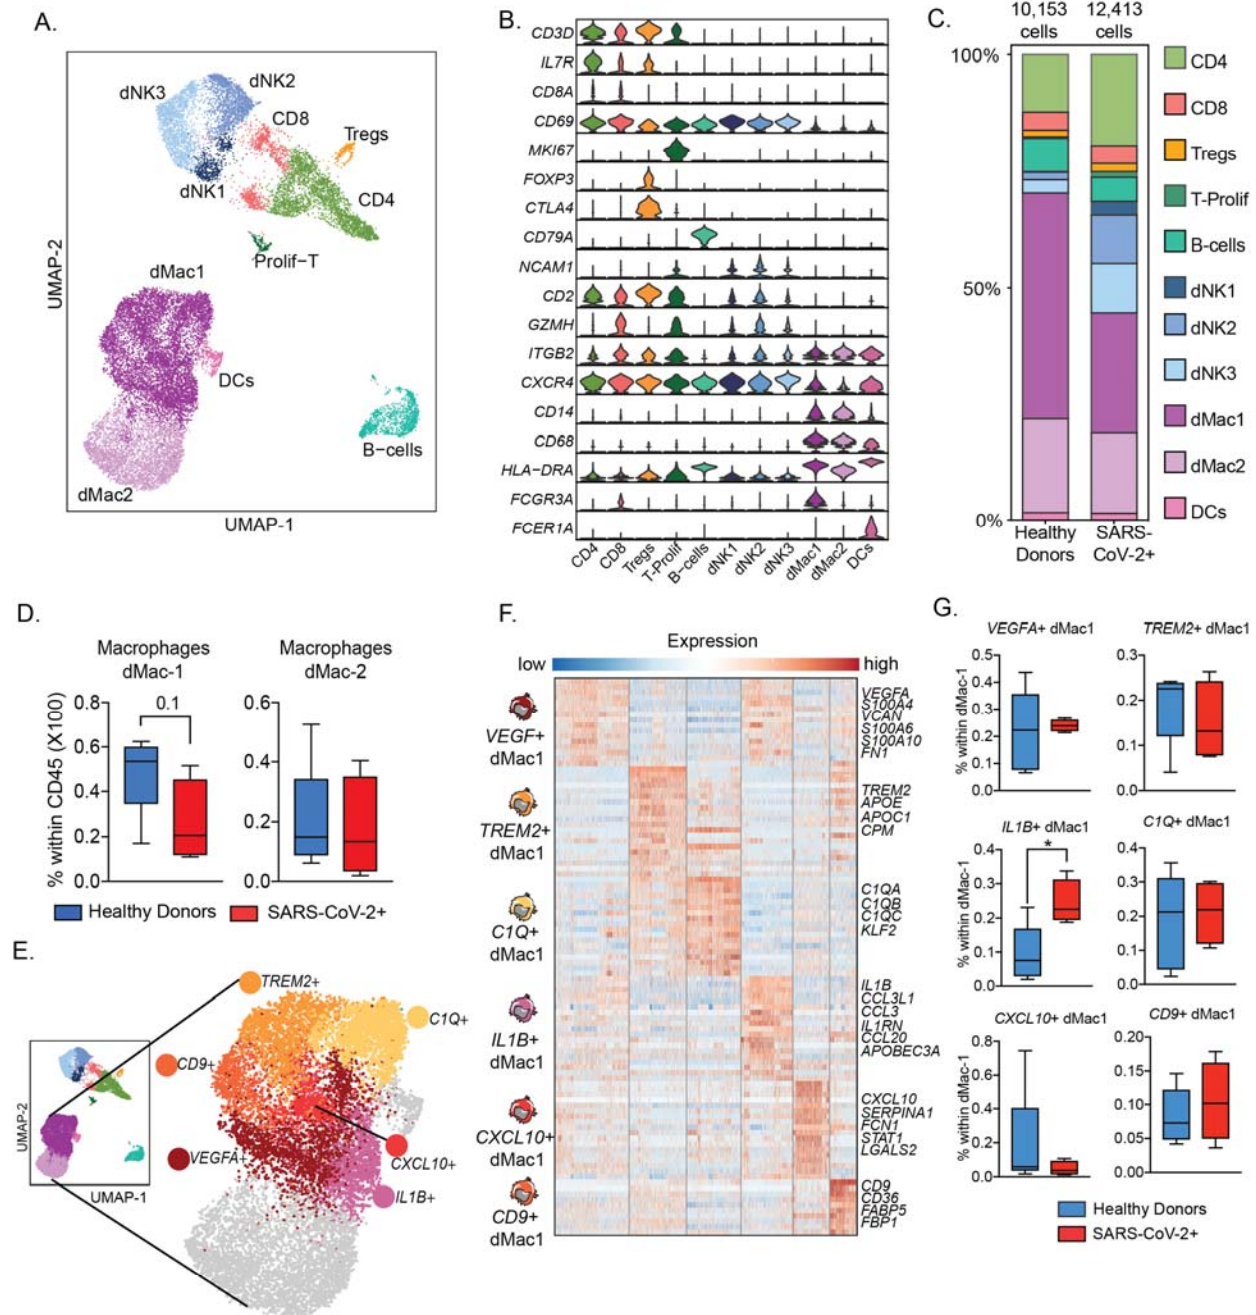 A.
dNK3
dNK2
CD8
Tregs
dNK1
CD4
Prolif-T
dMac1
DCs
B-cells
dMac2
UMAP-2
UMAP-1
B.
CD3D
IL7R
CD8A
CD69
MKI67
FOXP3
CTLA4
CD79A
NCAM1
CD2
GZMH
ITGB2
CXCR4
CD14
CD68
HLA-DRA
FCGR3A
FCER1A
CD4
CD8
Tregs
T-Prolif
B-cells
dNK1
dNK2
dNK3
dMac1
dMac2
DCs
C.
10,153 12,413
cells cells
100%
50%
0%
Healthy
Donors
SARS-
CoV-2+
CD4
CD8
Tregs
T-Prolif
B-cells
dNK1
dNK2
dNK3
dMac1
dMac2
DCs
D.
Macrophages
dMac-1
Macrophages
dMac-2
% within CD45 (X100)
0.8
0.6
0.4
0.2
0.0
0.1
0.6
0.4
0.2
0.0
Healthy Donors
SARS-CoV-2+
E.
UMAP-2
UMAP-1
TREM2+
C1Q+
CD9+
VEGFA+
CXCL10+
IL1B+
F.
Expression
low
high
VEGF+
dMac1
TREM2+
dMac1
C1Q+
dMac1
IL1B+
dMac1
CXCL10+
dMac1
CD9+
dMac1
VEGFA
S100A4
VCAN
S100A6
S100A10
FN1
TREM2
APOE
APOC1
CPM
C1QA
C1QB
C1QC
KLF2
IL1B
CCL3L1
CCL3
IL1RN
CCL20
APOBEC3A
CXCL10
SERPINA1
FCN1
STAT1
LGALS2
CD9
CD36
FABP5
FBP1
G.
VEGFA+ dMac1
% within dMac-1
0.5
0.4
0.3
0.2
0.1
0.0
TREM2+ dMac1
0.3
0.2
0.1
0.0
IL1B+ dMac1
% within dMac-1
0.4
0.3
0.2
0.1
0.0
*
C1Q+ dMac1
0.4
0.3
0.2
0.1
0.0
CXCL10+ dMac1
% within dMac-1
0.8
0.6
0.4
0.2
0.0
CD9+ dMac1
0.20
0.15
0.10
0.05
0.00
Healthy Donors
SARS-CoV-2+